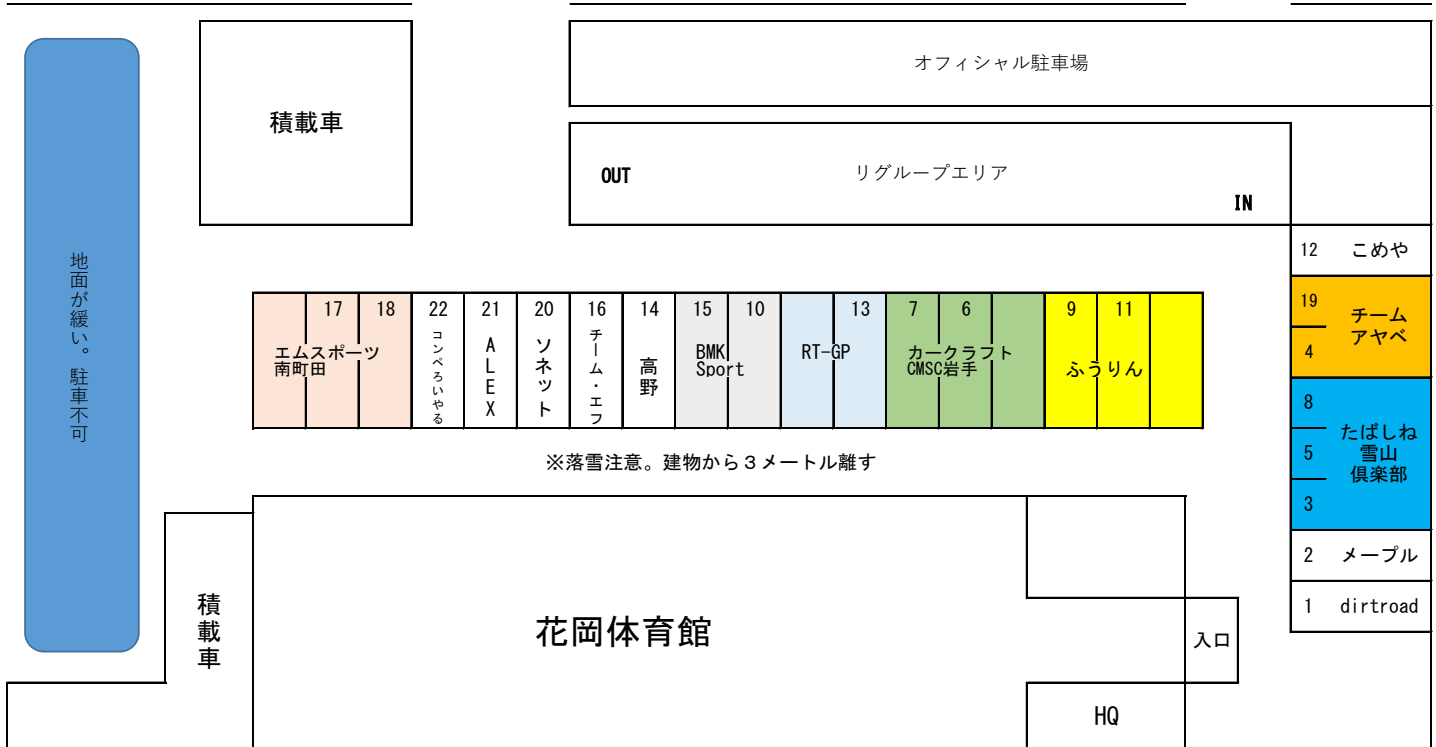 オフィシャル駐車場
積載車
OUT
リグループエリア
IN
地面が緩い。駐車不可
12 こめや
19
4
チーム
アヤベ
8
5
3
たばしね
雪山
倶楽部
2 メープル
1 dirtroad
17 18 22 21 20 16 14 15 10 13 7 6 9 11
エムスポーツ
南町田
コンペろいやる
ALEX
ソネット
チーム・エフ
高野
BMK
Sport
RT-GP
カークラフト
CMSC岩手
ふうりん
※落雪注意。建物から３メートル離す
積載車
花岡体育館
入口
HQ